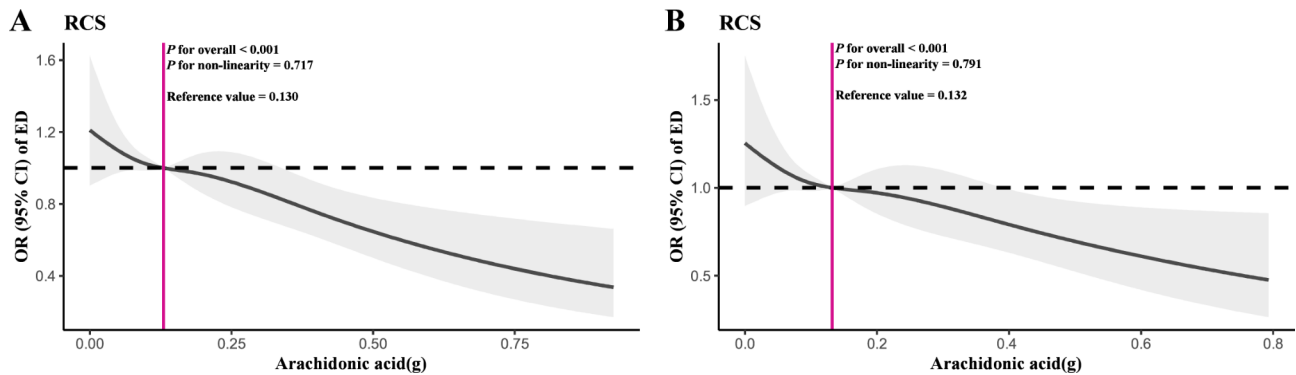 A RCS
P for overall < 0.001
P for non-linearity = 0.717
Reference value = 0.130
OR (95% CI) of ED
1.6
1.2
1.0
0.8
0.4
0.00 0.25 0.50 0.75
Arachidonic acid(g)
B RCS
P for overall < 0.001
P for non-linearity = 0.791
Reference value = 0.132
OR (95% CI) of ED
1.5
1.0
0.5
0.0 0.2 0.4 0.6 0.8
Arachidonic acid(g)